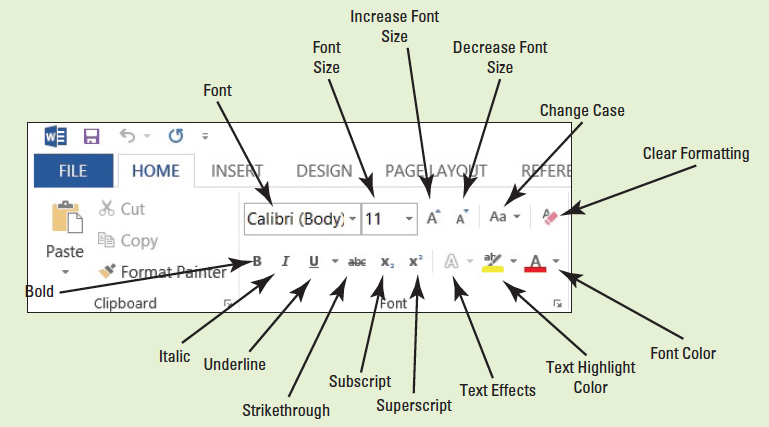 Increase Font
Size
Font
Size
Decrease Font
Size
Font
Change Case
Clear Formatting
W
FILE HOME INSERT DESIGN PAGE LAYOUT REFERE
Paste
Cut
Copy
Format Painter
Clipboard
Calibri (Body) 11 A A Aa A
B I U abc x₂ x² A ab A
Font
Bold
Italic
Underline
Strikethrough
Subscript
Superscript
Text Effects
Text Highlight
Color
Font Color